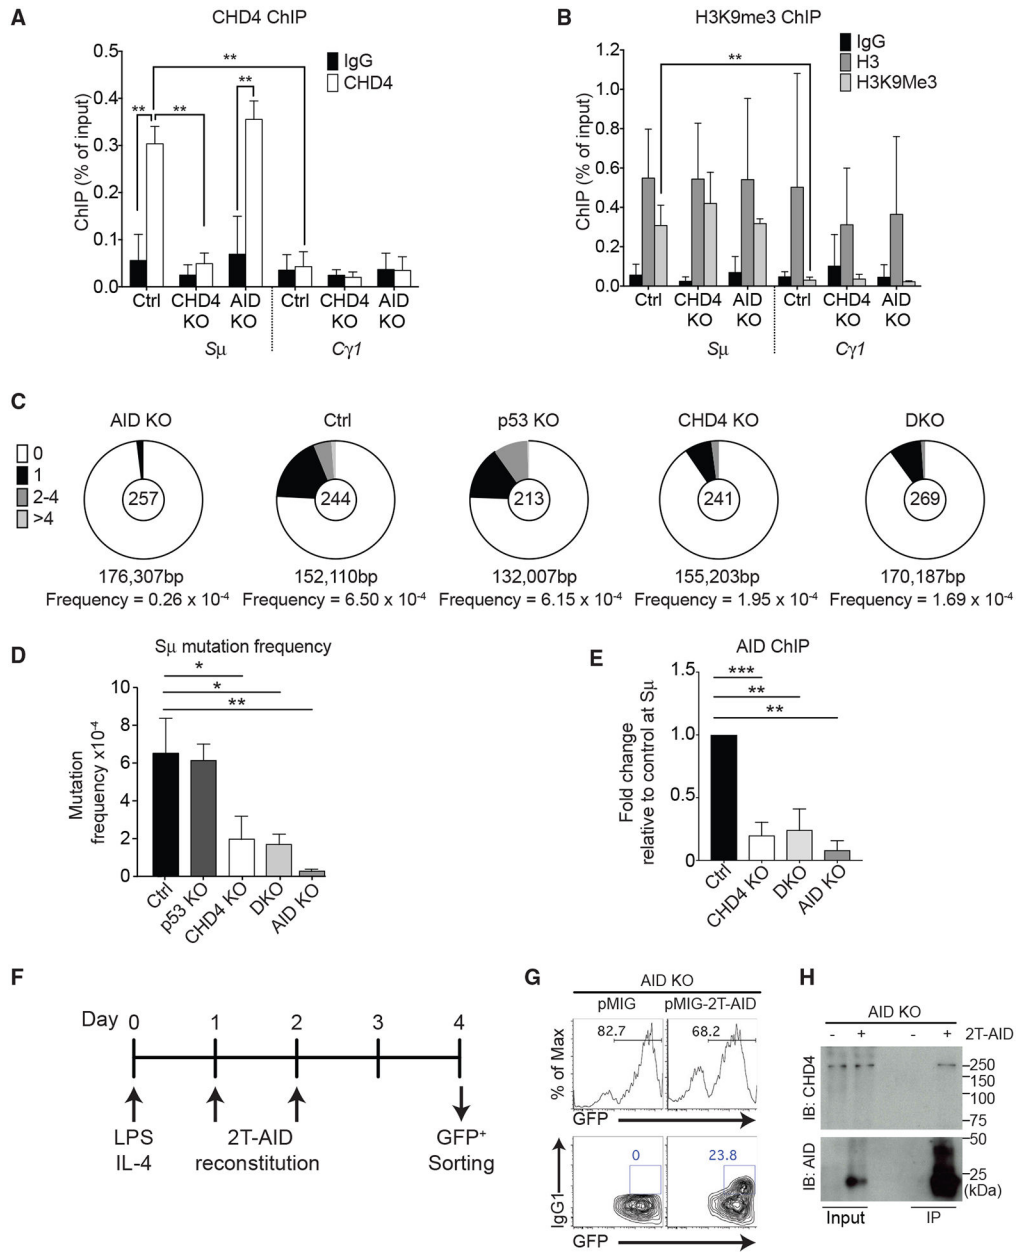 A
CHD4 ChIP
IgG
CHD4
ChIP (% of input)
0.5
0.4
0.3
0.2
0.1
0.0
**
**
**
**
Ctrl CHD4 KO AID KO Ctrl CHD4 KO AID KO
Sμ Cγ1
B
H3K9me3 ChIP
IgG
H3
H3K9Me3
ChIP (% of input)
1.2
1.0
0.8
0.6
0.4
0.2
0.0
**
Ctrl CHD4 KO AID KO Ctrl CHD4 KO AID KO
Sμ Cγ1
C
0
1
2-4
>4
AID KO Ctrl p53 KO CHD4 KO DKO
257 244 213 241 269
176,307bp 152,110bp 132,007bp 155,203bp 170,187bp
Frequency = 0.26 x 10-4 Frequency = 6.50 x 10-4 Frequency = 6.15 x 10-4 Frequency = 1.95 x 10-4 Frequency = 1.69 x 10-4
D
Sμ mutation frequency
*
*
**
Mutation
frequency x10-4
10
8
6
4
2
0
Ctrl p53 KO CHD4 KO DKO AID KO
E
AID ChIP
***
**
**
Fold change
relative to control at Sμ
1.5
1.0
0.5
0
Ctrl CHD4 KO DKO AID KO
F
Day 0 1 2 3 4
LPS
IL-4
2T-AID
reconstitution
GFP+
Sorting
G
AID KO
pMIG pMIG-2T-AID
82.7 68.2
% of Max
GFP
0 23.8
IgG1
GFP
H
AID KO
- + - + 2T-AID
IB: CHD4
250
150
100
75
IB: AID
50
25
(kDa)
Input IP